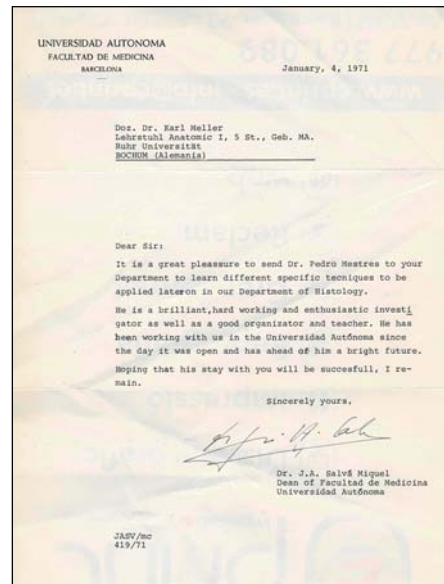 UNIVERSIDAD AUTONOMA
FACULTAD DE MEDICINA
BARCELONA
January, 4, 1971
Doz. Dr. Karl Meller
Lehrstuhl Anatomic I, 5 St., Geb. MA.
Ruhr Universität
BOCHUM (Alemania)
Dear Sir:
It is a great pleassure to send Dr. Pedro Mestres to your
Department to learn different specific tecniques to be
applied lateron in our Department of Histology.
He is a brilliant,hard working and enthusiastic investi
gator as well as a good organizator and teacher. He has
been working with us in the Universidad Autónoma since
the day it was open and has ahead of him a bright future.
Hoping that his stay with you will be succesfull, I re-
main.
Sincerely yours,
Dr. J.A. Salvá Miquel
Dean of Facultad de Medicina
Universidad Autónoma
JASV/mc
419/71